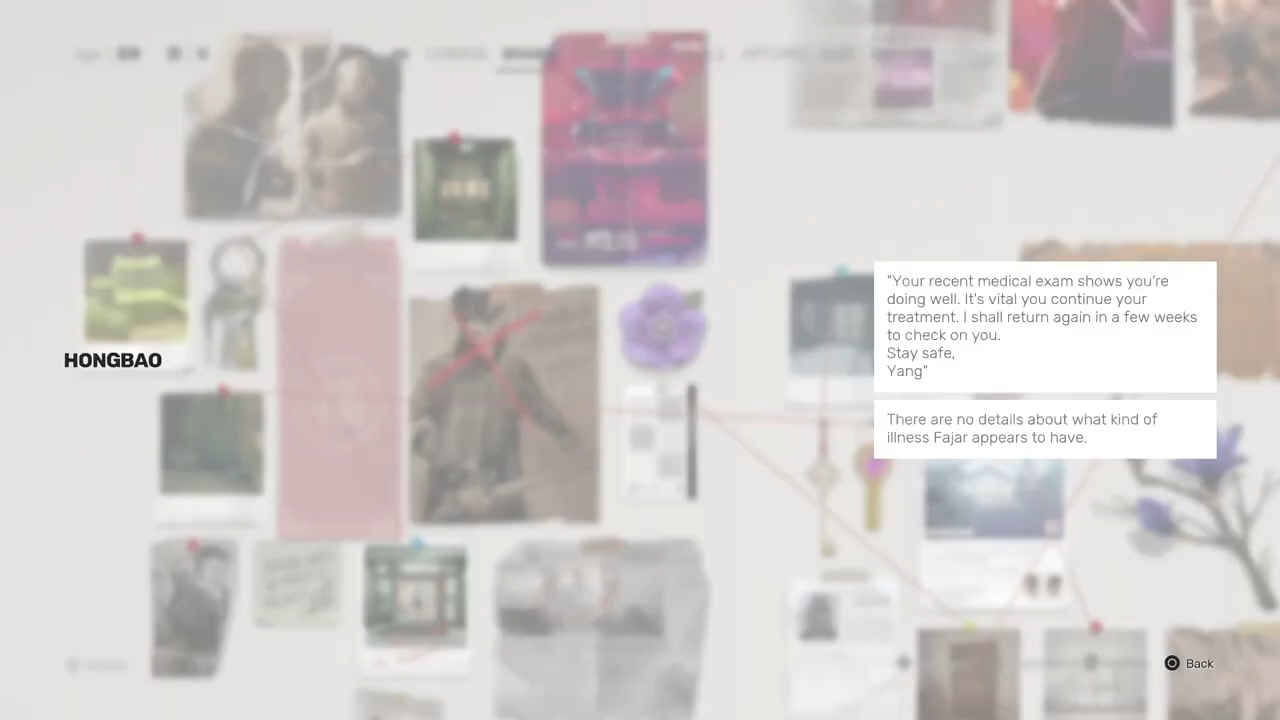 HONGBAO
"Your recent medical exam shows you're
doing well. It's vital you continue your
treatment. I shall return again in a few weeks
to check on you.
Stay safe,
Yang"
There are no details about what kind of
illness Fajar appears to have.
Back